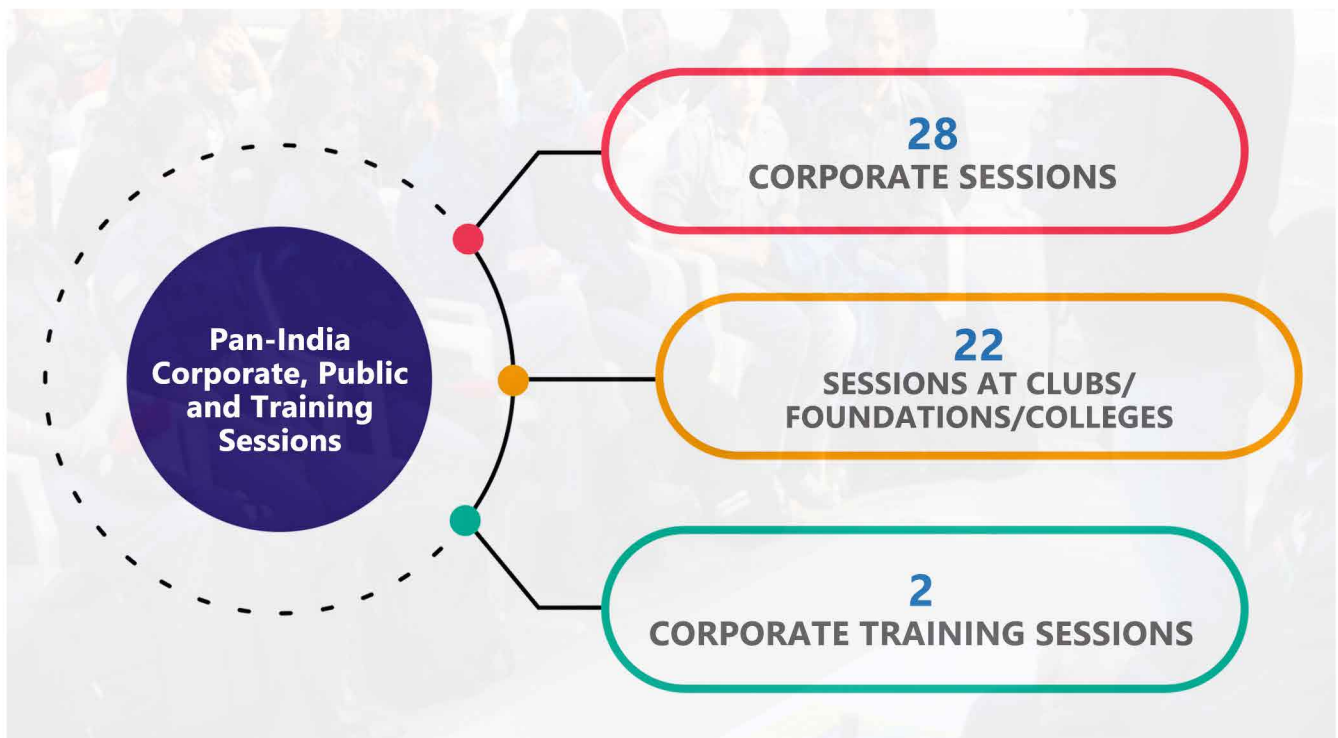 Pan-India
Corporate, Public
and Training
Sessions
28
CORPORATE SESSIONS
22
SESSIONS AT CLUBS/
FOUNDATIONS/COLLEGES
2
CORPORATE TRAINING SESSIONS